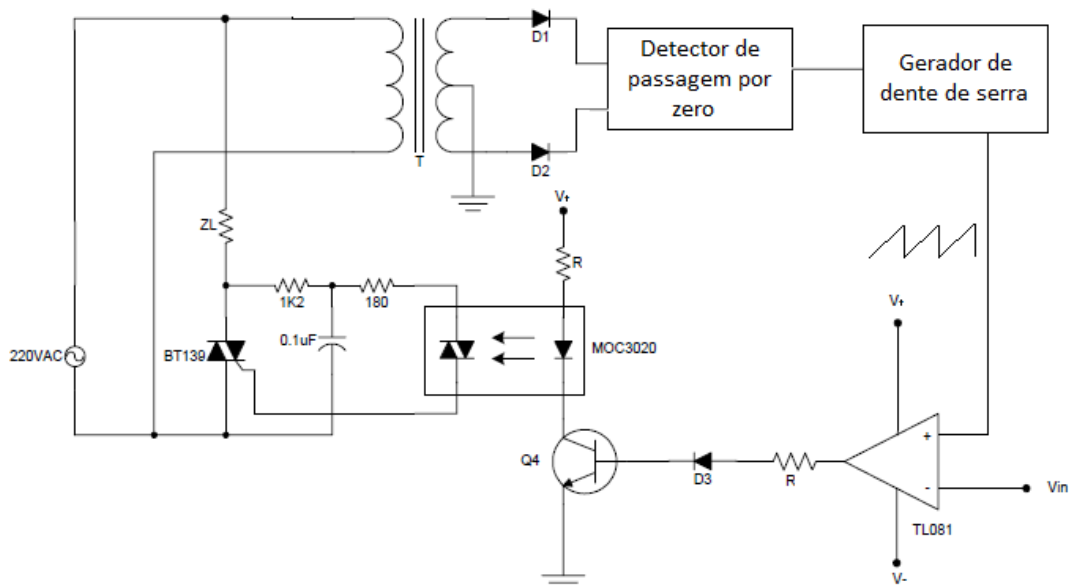 D1
Detector de
passagem por
zero
Gerador de
dente de serra
T
D2
V+
ZL
R
1K2
180
V+
0.1uF
220VAC
BT139
MOC3020
+
Q4
D3
R
-
Vin
TL081
V-